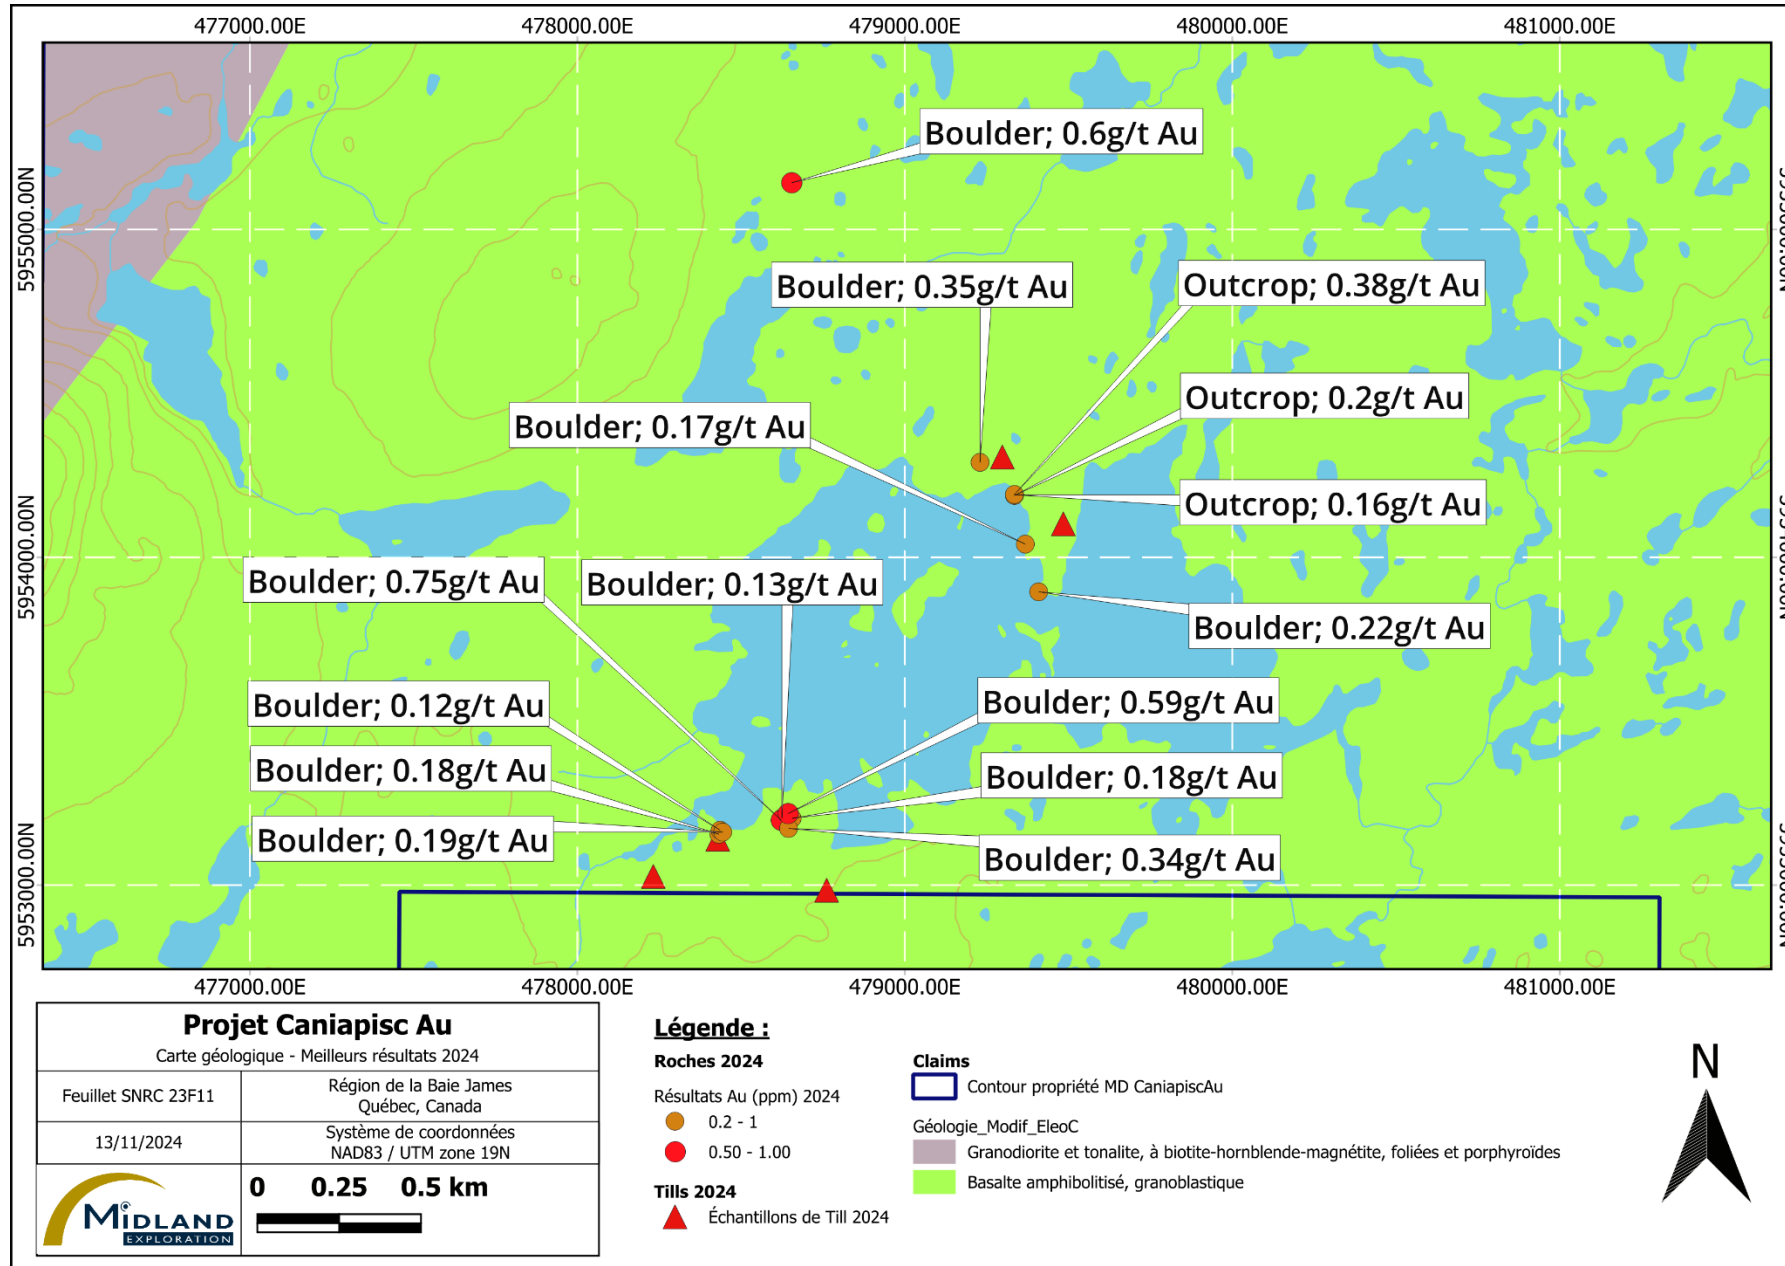 477000.00E
478000.00E
479000.00E
480000.00E
481000.00E
5955000.00N
5954000.00N
5953000.00N
Boulder; 0.6g/t Au
Boulder; 0.35g/t Au
Outcrop; 0.38g/t Au
Outcrop; 0.2g/t Au
Boulder; 0.17g/t Au
Outcrop; 0.16g/t Au
Boulder; 0.75g/t Au
Boulder; 0.13g/t Au
Boulder; 0.22g/t Au
Boulder; 0.12g/t Au
Boulder; 0.59g/t Au
Boulder; 0.18g/t Au
Boulder; 0.18g/t Au
Boulder; 0.19g/t Au
Boulder; 0.34g/t Au
477000.00E
478000.00E
479000.00E
480000.00E
481000.00E
Projet Caniapisc Au
Carte géologique - Meilleurs résultats 2024
Feuillet SNRC 23F11
Région de la Baie James
Québec, Canada
13/11/2024
Système de coordonnées
NAD83 / UTM zone 19N
MIDLAND
EXPLORATION
0 0.25 0.5 km
Légende :
Roches 2024
Résultats Au (ppm) 2024
0.2 - 1
0.50 - 1.00
Tills 2024
Échantillons de Till 2024
Claims
Contour propriété MD CaniapiscAu
Géologie_Modif_EleoC
Granodiorite et tonalite, à biotite-hornblende-magnétite, foliées et porphyroïdes
Basalte amphibolitisé, granoblastique
N